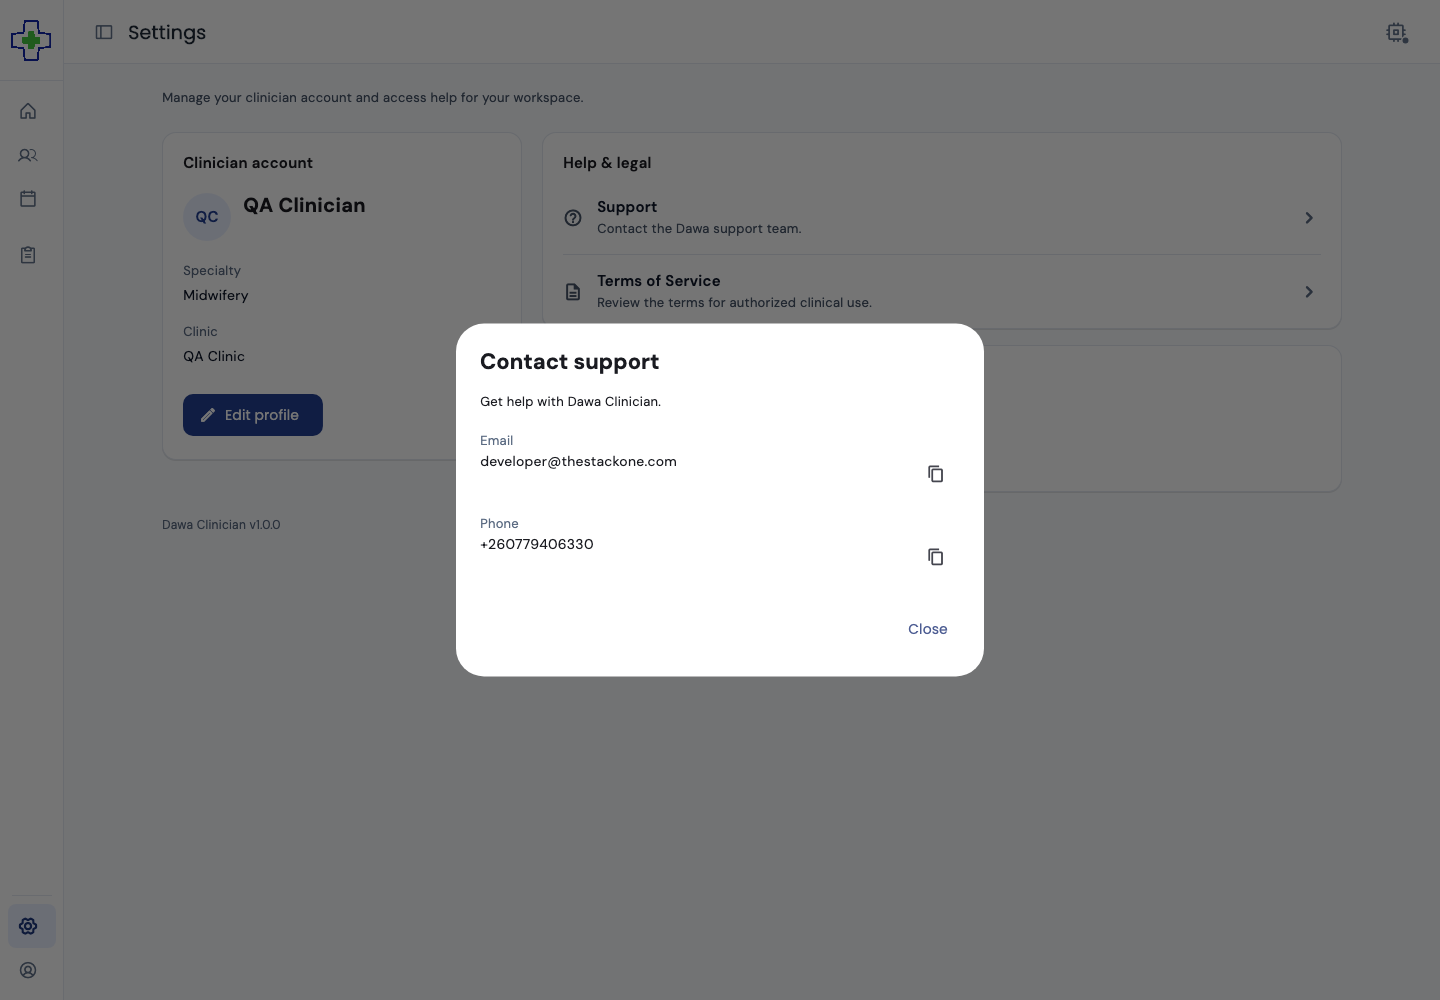 Settings
Manage your clinician account and access help for your workspace.
Clinician account
QC
QA Clinician
Specialty
Midwifery
Clinic
QA Clinic
Edit profile
Help & legal
Support
Contact the Dawa support team.
Terms of Service
Review the terms for authorized clinical use.
Contact support
Get help with Dawa Clinician.
Email
developer@thestackone.com
Phone
+260779406330
Close
Dawa Clinician v1.0.0